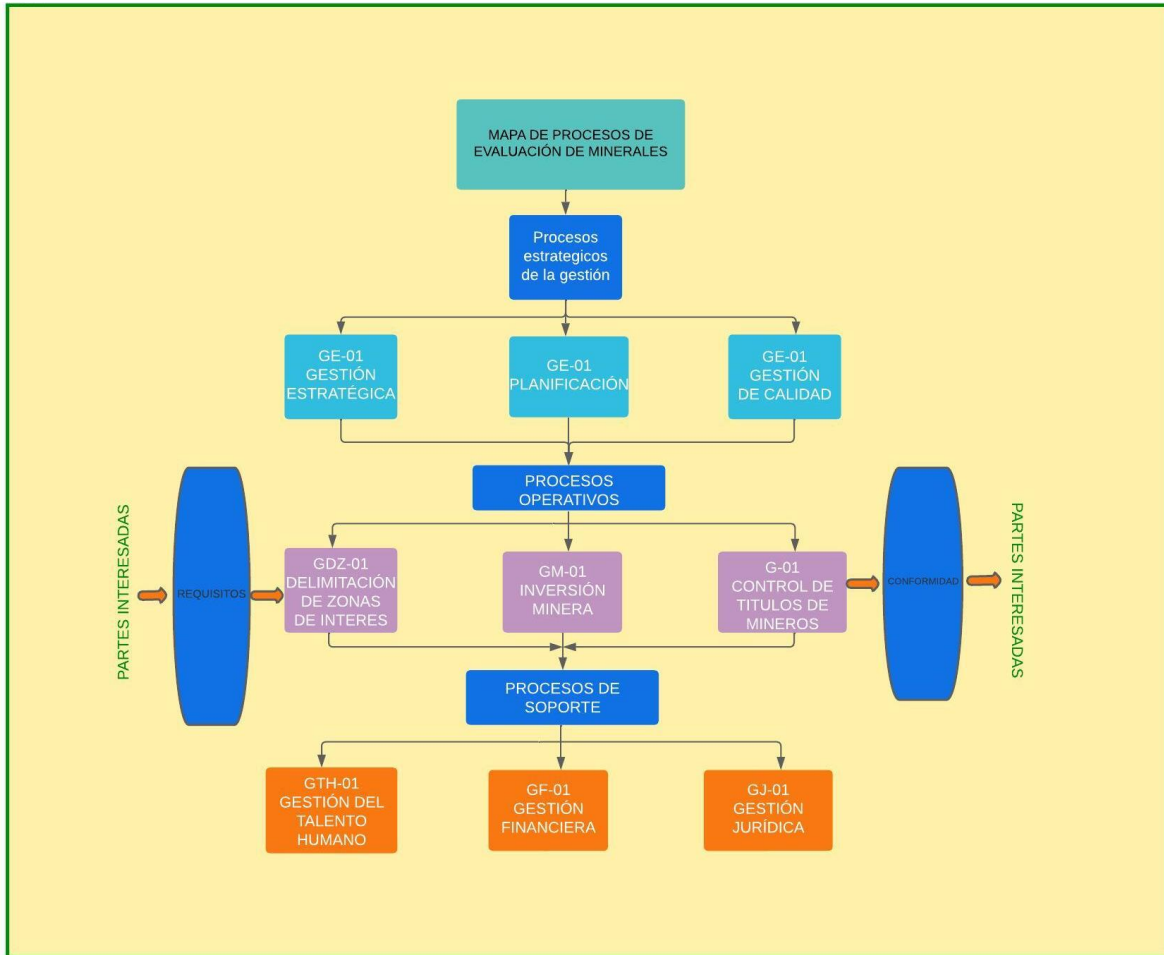 MAPA DE PROCESOS DE
EVALUACIÓN DE MINERALES
Procesos
estrategicos
de la gestión
GE-01
GESTIÓN
ESTRATÉGICA
GE-01
PLANIFICACIÓN
GE-01
GESTIÓN
DE CALIDAD
PROCESOS
OPERATIVOS
PARTES INTERESADAS
REQUISITOS
GDZ-01
DELIMITACIÓN
DE ZONAS
DE INTERES
GM-01
INVERSIÓN
MINERA
G-01
CONTROL DE
TITULOS DE
MINEROS
CONFORMIDAD
PARTES INTERESADAS
PROCESOS DE
SOPORTE
GTH-01
GESTIÓN DEL
TALENTO
HUMANO
GF-01
GESTIÓN
FINANCIERA
GJ-01
GESTIÓN
JURÍDICA